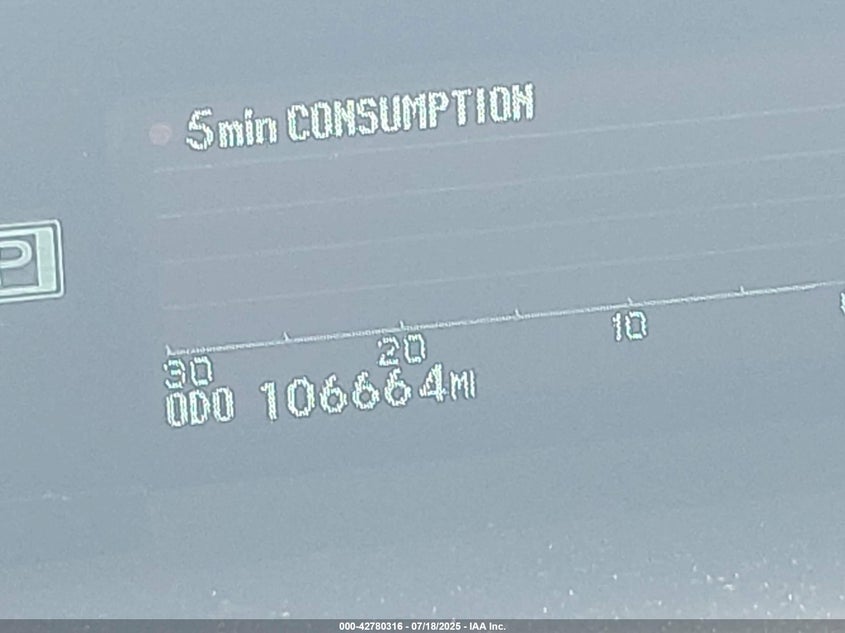 5min CONSUMPTION
P
30 20 10
ODO 106664MI
000-42780316 - 07/18/2025 - IAA Inc.